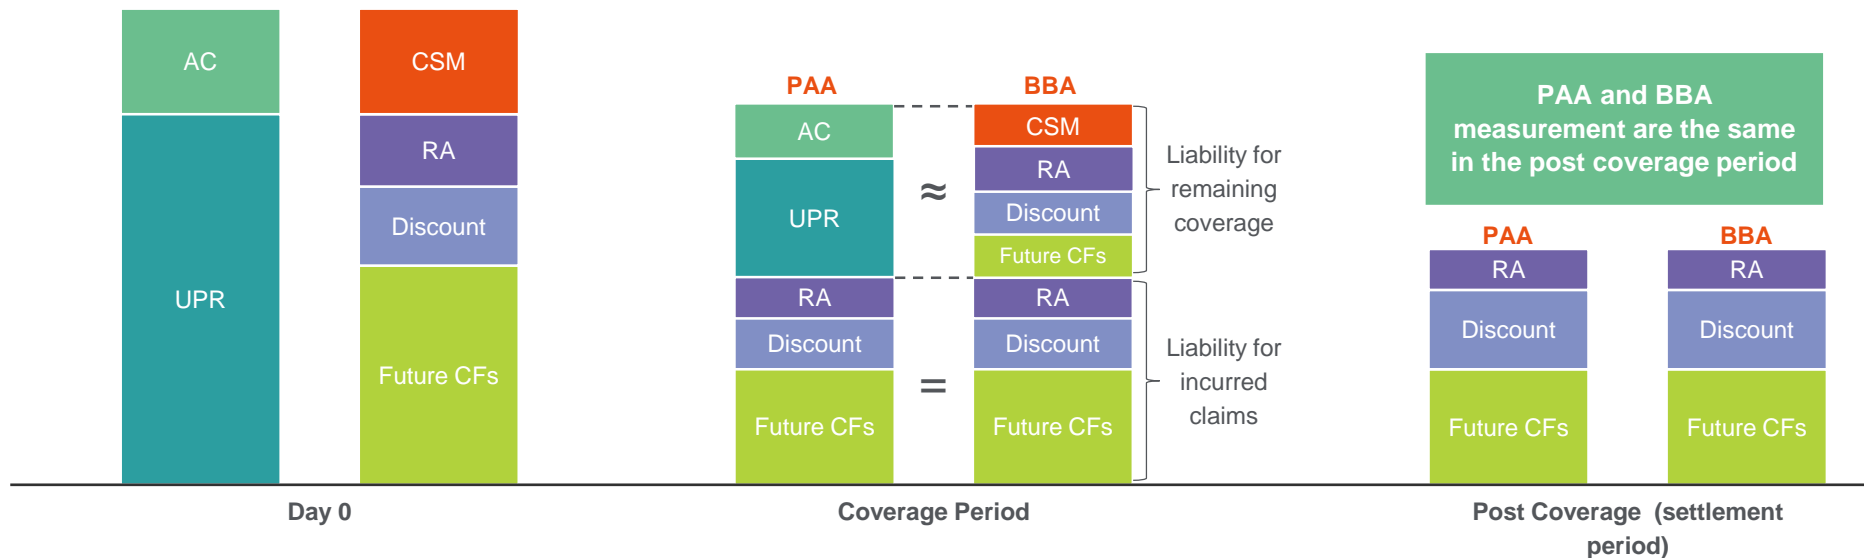 AC
UPR
CSM
RA
Discount
Future CFs
Day 0
PAA
AC
UPR
RA
Discount
Future CFs
≈
=
BBA
CSM
RA
Discount
Future CFs
RA
Discount
Future CFs
Liability for
remaining
coverage
Liability for
incurred
claims
Coverage Period
PAA and BBA
measurement are the same
in the post coverage period
PAA
RA
Discount
Future CFs
BBA
RA
Discount
Future CFs
Post Coverage (settlement
period)